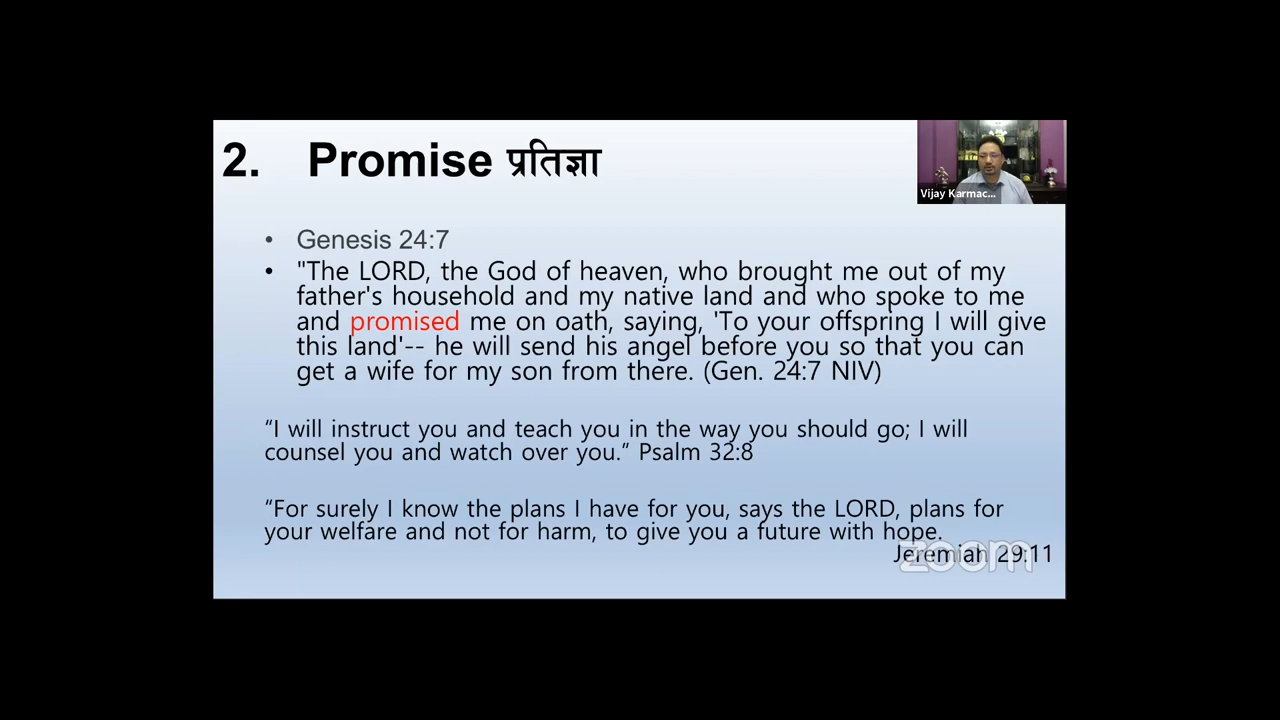 2. Promise प्रतिज्ञा
Vijay Karmac...
• Genesis 24:7
• "The LORD, the God of heaven, who brought me out of my
father's household and my native land and who spoke to me
and promised me on oath, saying, 'To your offspring I will give
this land'-- he will send his angel before you so that you can
get a wife for my son from there. (Gen. 24:7 NIV)
“I will instruct you and teach you in the way you should go; I will
counsel you and watch over you.” Psalm 32:8
“For surely I know the plans I have for you, says the LORD, plans for
your welfare and not for harm, to give you a future with hope.
Jeremiah 29:11
zoom